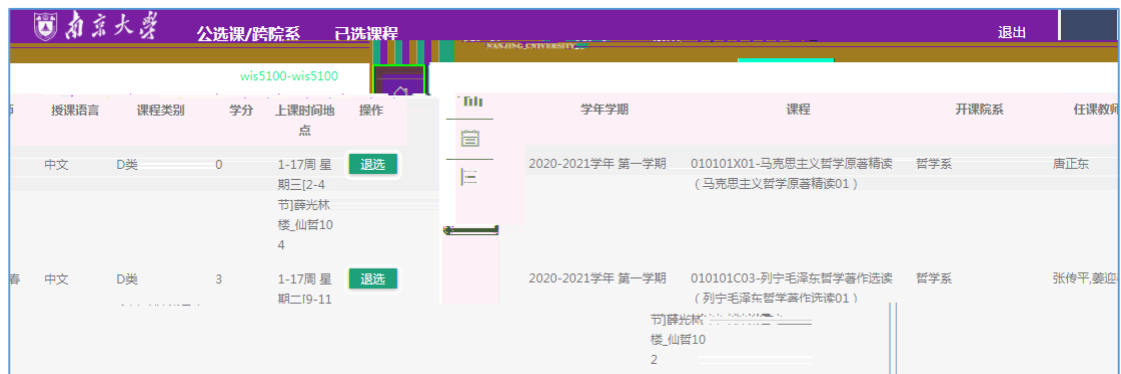 南京大学
公选课/跨院系 已选课程 退出
NANJING UNIVERSITY
wis5100-wis5100
授课语言 课程类别 学分 上课时间地 操作 学年学期 课程 开课院系 任课教师
点
中文 D类 0 1-17周 星 退选 2020-2021学年 第一学期 010101X01-马克思主义哲学原著精读 哲学系 唐正东
期三[2-4 (马克思主义哲学原著精读01)
节]薛光林
楼_仙哲10
4
春 中文 D类 3 1-17周 星 退选 2020-2021学年 第一学期 010101C03-列宁毛泽东哲学著作选读 哲学系 张传平,姜迎
期二[9-11 (列宁毛泽东哲学著作选读01)
节]薛光林
楼_仙哲10
2